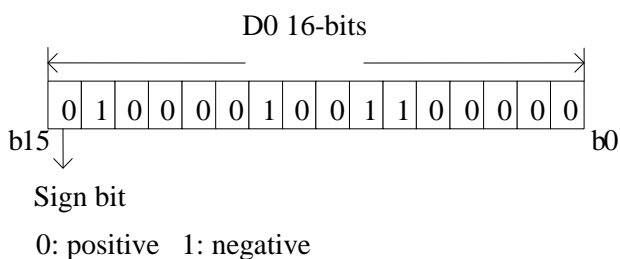 D0 16-bits
0 1 0 0 0 0 1 0 0 1 1 0 0 0 0 0
b15 b0
Sign bit
0: positive 1: negative